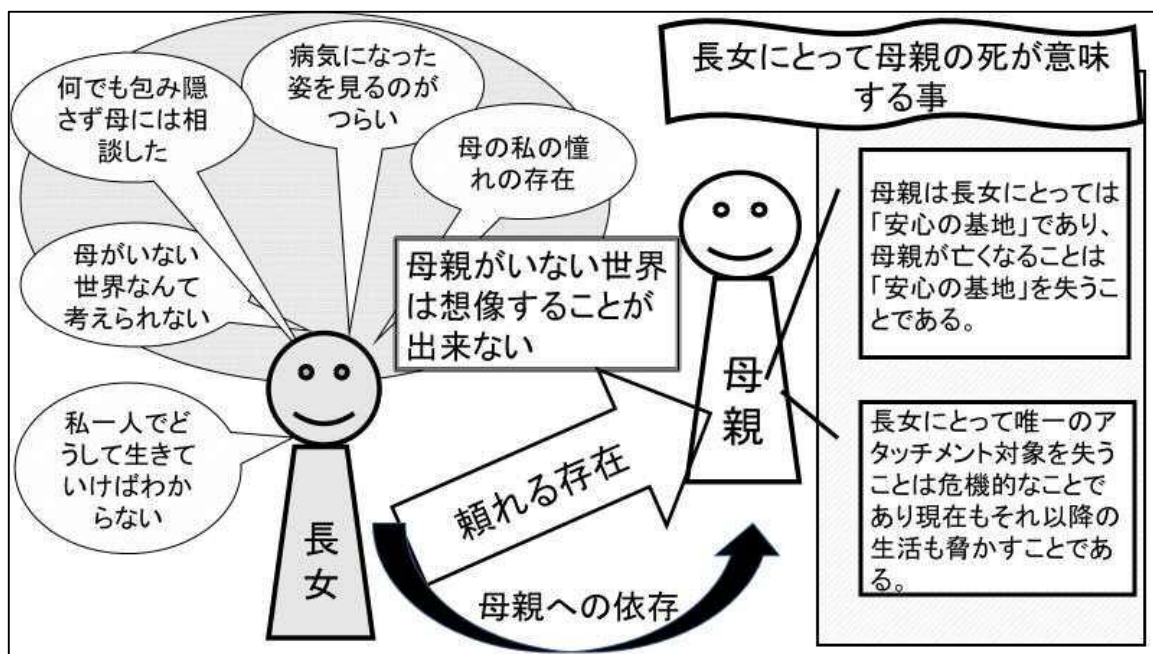 何でも包み隠
さず母には相
談した
病気になった
姿を見るのが
つらい
母の私の憧
れの存在
母がいない
世界なんて
考えられない
私一人でど
うして生きて
いけばわか
らない
母親がいない世界
は想像することが
出来ない
長女
頼れる存在
母親への依存
母親
長女にとって母親の死が意味
する事
母親は長女にとっては
「安心の基地」であり、
母親が亡くなることは
「安心の基地」を失うこ
とである。
長女にとって唯一のア
タッチメント対象を失う
ことは危機的なことで
あり現在もそれ以降の
生活も脅かすことであ
る。